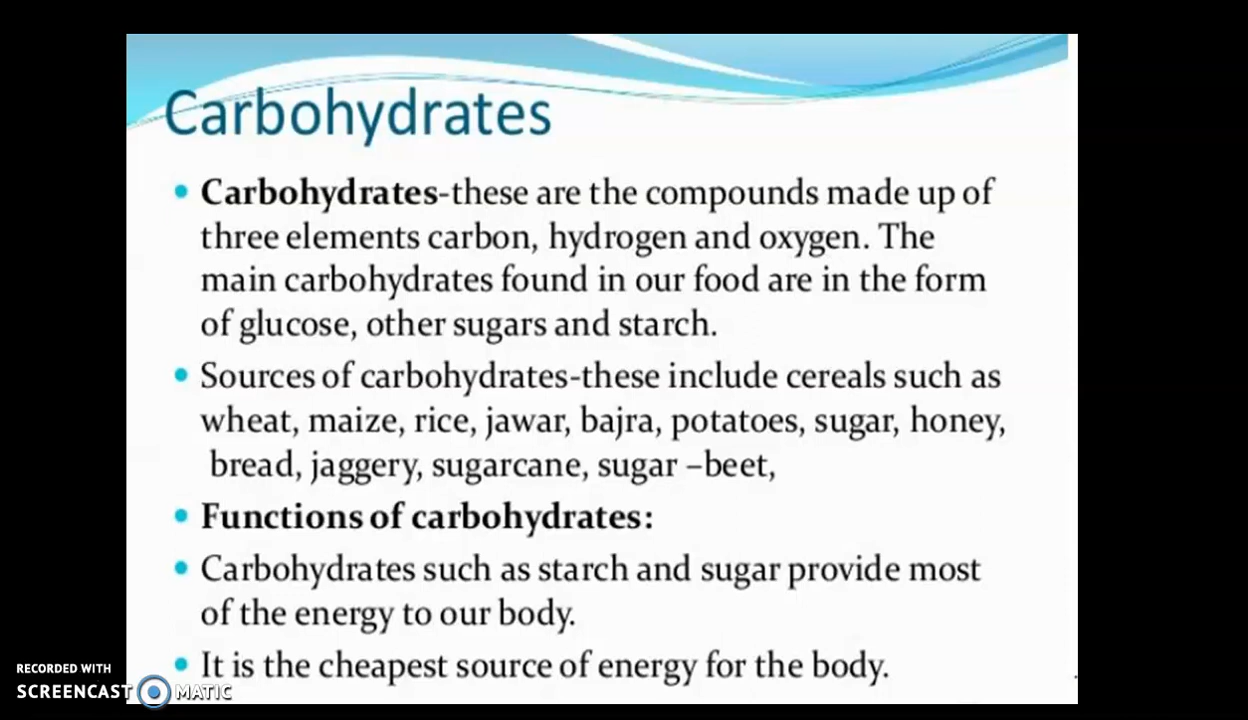 Carbohydrates
• Carbohydrates-these are the compounds made up of
three elements carbon, hydrogen and oxygen. The
main carbohydrates found in our food are in the form
of glucose, other sugars and starch.
• Sources of carbohydrates-these include cereals such as
wheat, maize, rice, jawar, bajra, potatoes, sugar, honey,
bread, jaggery, sugarcane, sugar –beet,
• Functions of carbohydrates:
• Carbohydrates such as starch and sugar provide most
of the energy to our body.
• It is the cheapest source of energy for the body.
RECORDED WITH
SCREENCAST MATIC